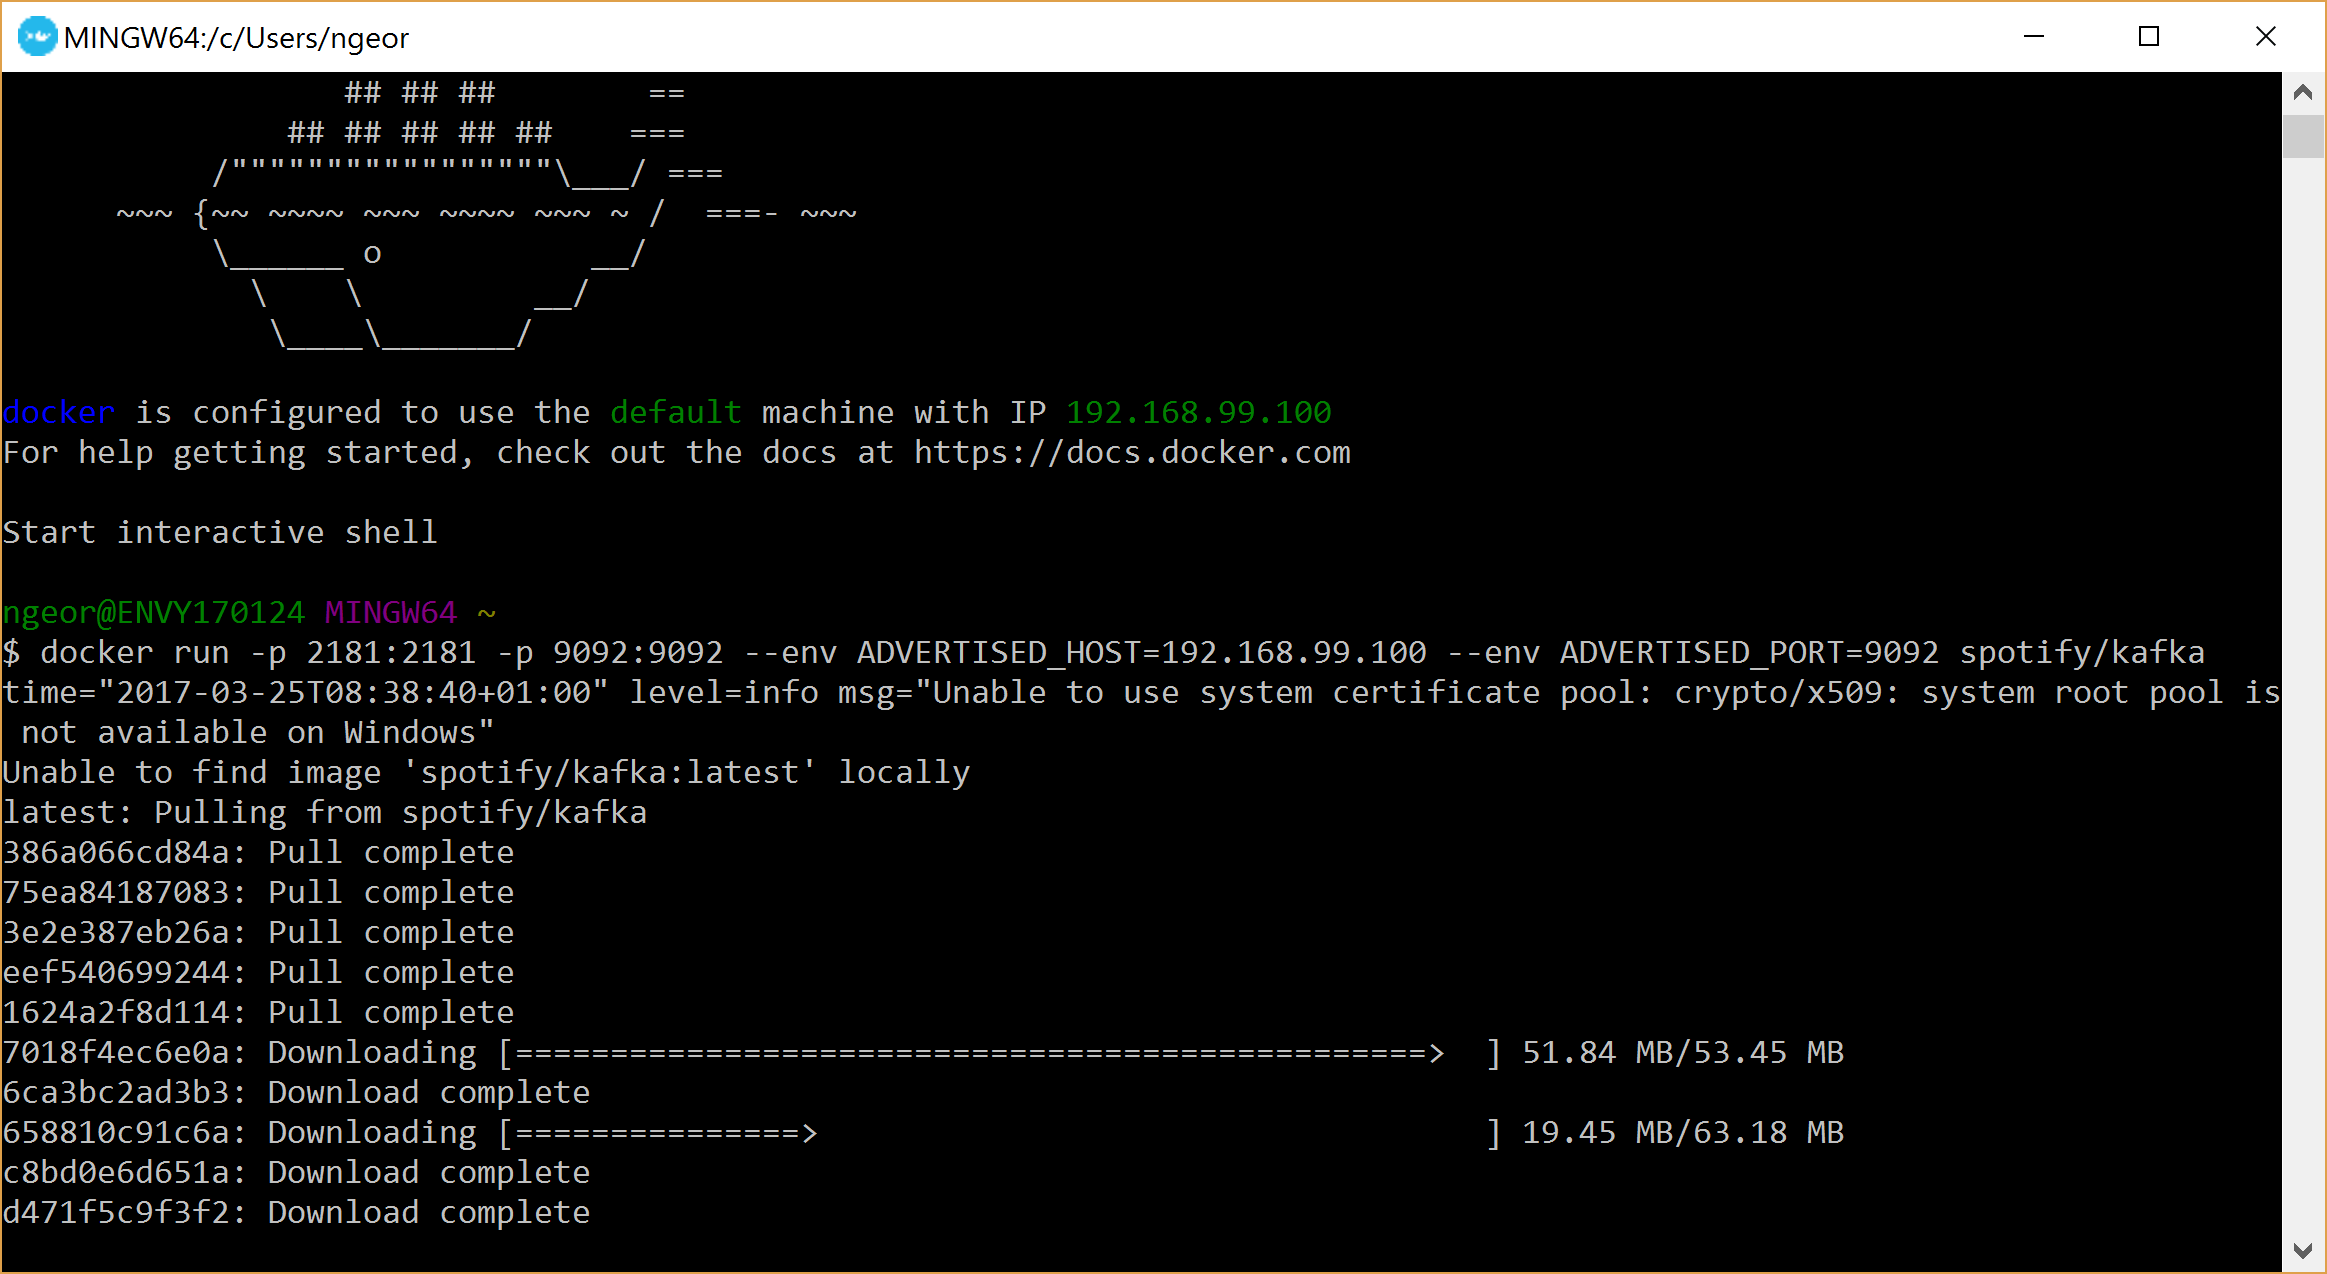 MINGW64:/c/Users/ngeor
                  ## ## ##        ==
               ## ## ## ## ##    ===
           /"""""""""""""""""\___/ ===
      ~~~ {~~ ~~~~ ~~~ ~~~~ ~~~ ~ /  ===- ~~~
           \______ o           __/
             \    \         __/
              \____\_______/
docker is configured to use the default machine with IP 192.168.99.100
For help getting started, check out the docs at https://docs.docker.com
Start interactive shell
ngeor@ENVY170124 MINGW64 ~
$ docker run -p 2181:2181 -p 9092:9092 --env ADVERTISED_HOST=192.168.99.100 --env ADVERTISED_PORT=9092 spotify/kafka
time="2017-03-25T08:38:40+01:00" level=info msg="Unable to use system certificate pool: crypto/x509: system root pool is
 not available on Windows"
Unable to find image 'spotify/kafka:latest' locally
latest: Pulling from spotify/kafka
386a066cd84a: Pull complete
75ea84187083: Pull complete
3e2e387eb26a: Pull complete
eef540699244: Pull complete
1624a2f8d114: Pull complete
7018f4ec6e0a: Downloading [================================================>  ] 51.84 MB/53.45 MB
6ca3bc2ad3b3: Download complete
658810c91c6a: Downloading [===============>                                   ] 19.45 MB/63.18 MB
c8bd0e6d651a: Download complete
d471f5c9f3f2: Download complete